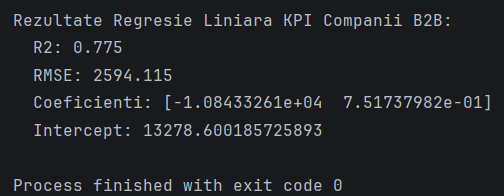 Rezultate Regresie Liniara KPI Companii B2B:
R2: 0.775
RMSE: 2594.115
Coeficienti: [-1.08433261e+04  7.51737982e-01]
Intercept: 13278.600185725893
Process finished with exit code 0